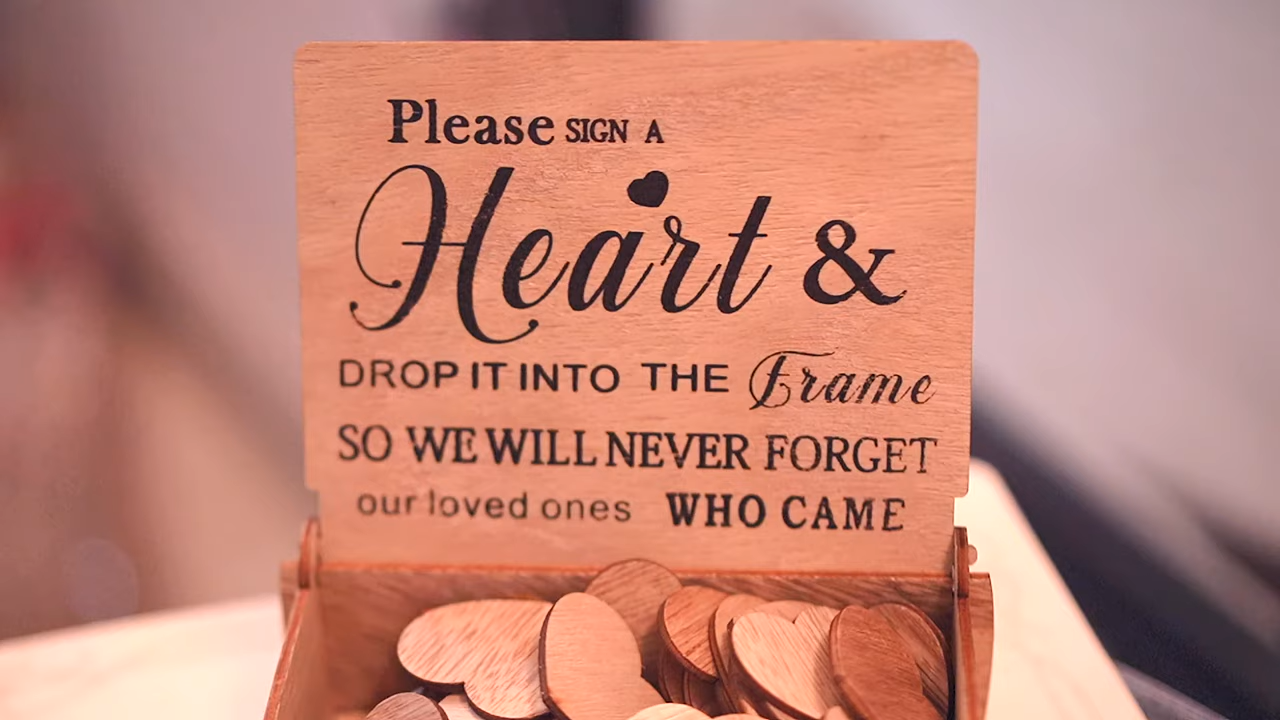 Please SIGN A
Heart &
DROP IT INTO THE Frame
SO WE WILL NEVER FORGET
our loved ones WHO CAME